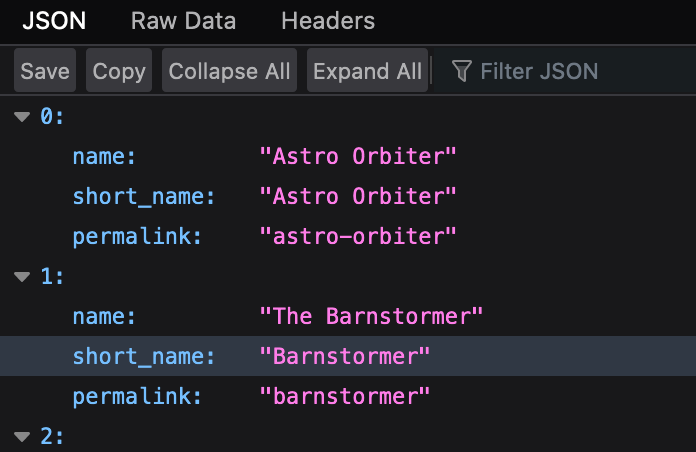 JSON Raw Data Headers
Save Copy Collapse All Expand All Filter JSON
0:
name: "Astro Orbiter"
short_name: "Astro Orbiter"
permalink: "astro-orbiter"
1:
name: "The Barnstormer"
short_name: "Barnstormer"
permalink: "barnstormer"
2: